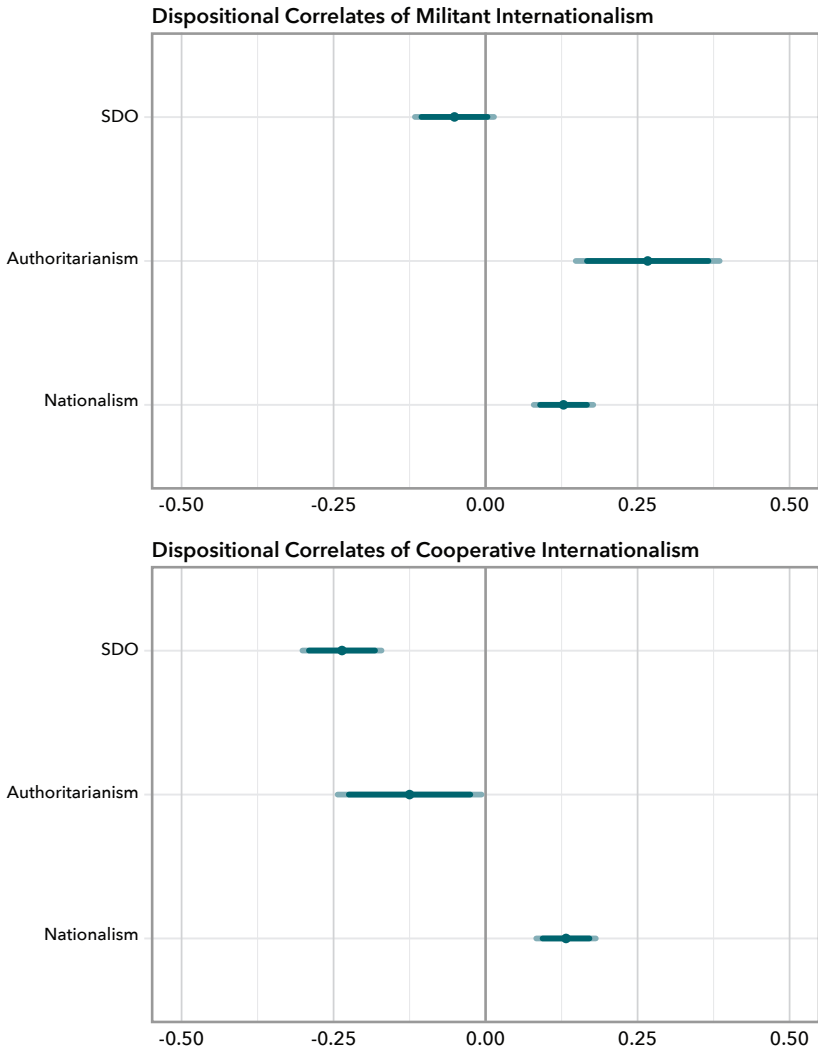 Dispositional Correlates of Militant Internationalism
SDO
Authoritarianism
Nationalism
-0.50 -0.25 0.00 0.25 0.50
Dispositional Correlates of Cooperative Internationalism
SDO
Authoritarianism
Nationalism
-0.50 -0.25 0.00 0.25 0.50